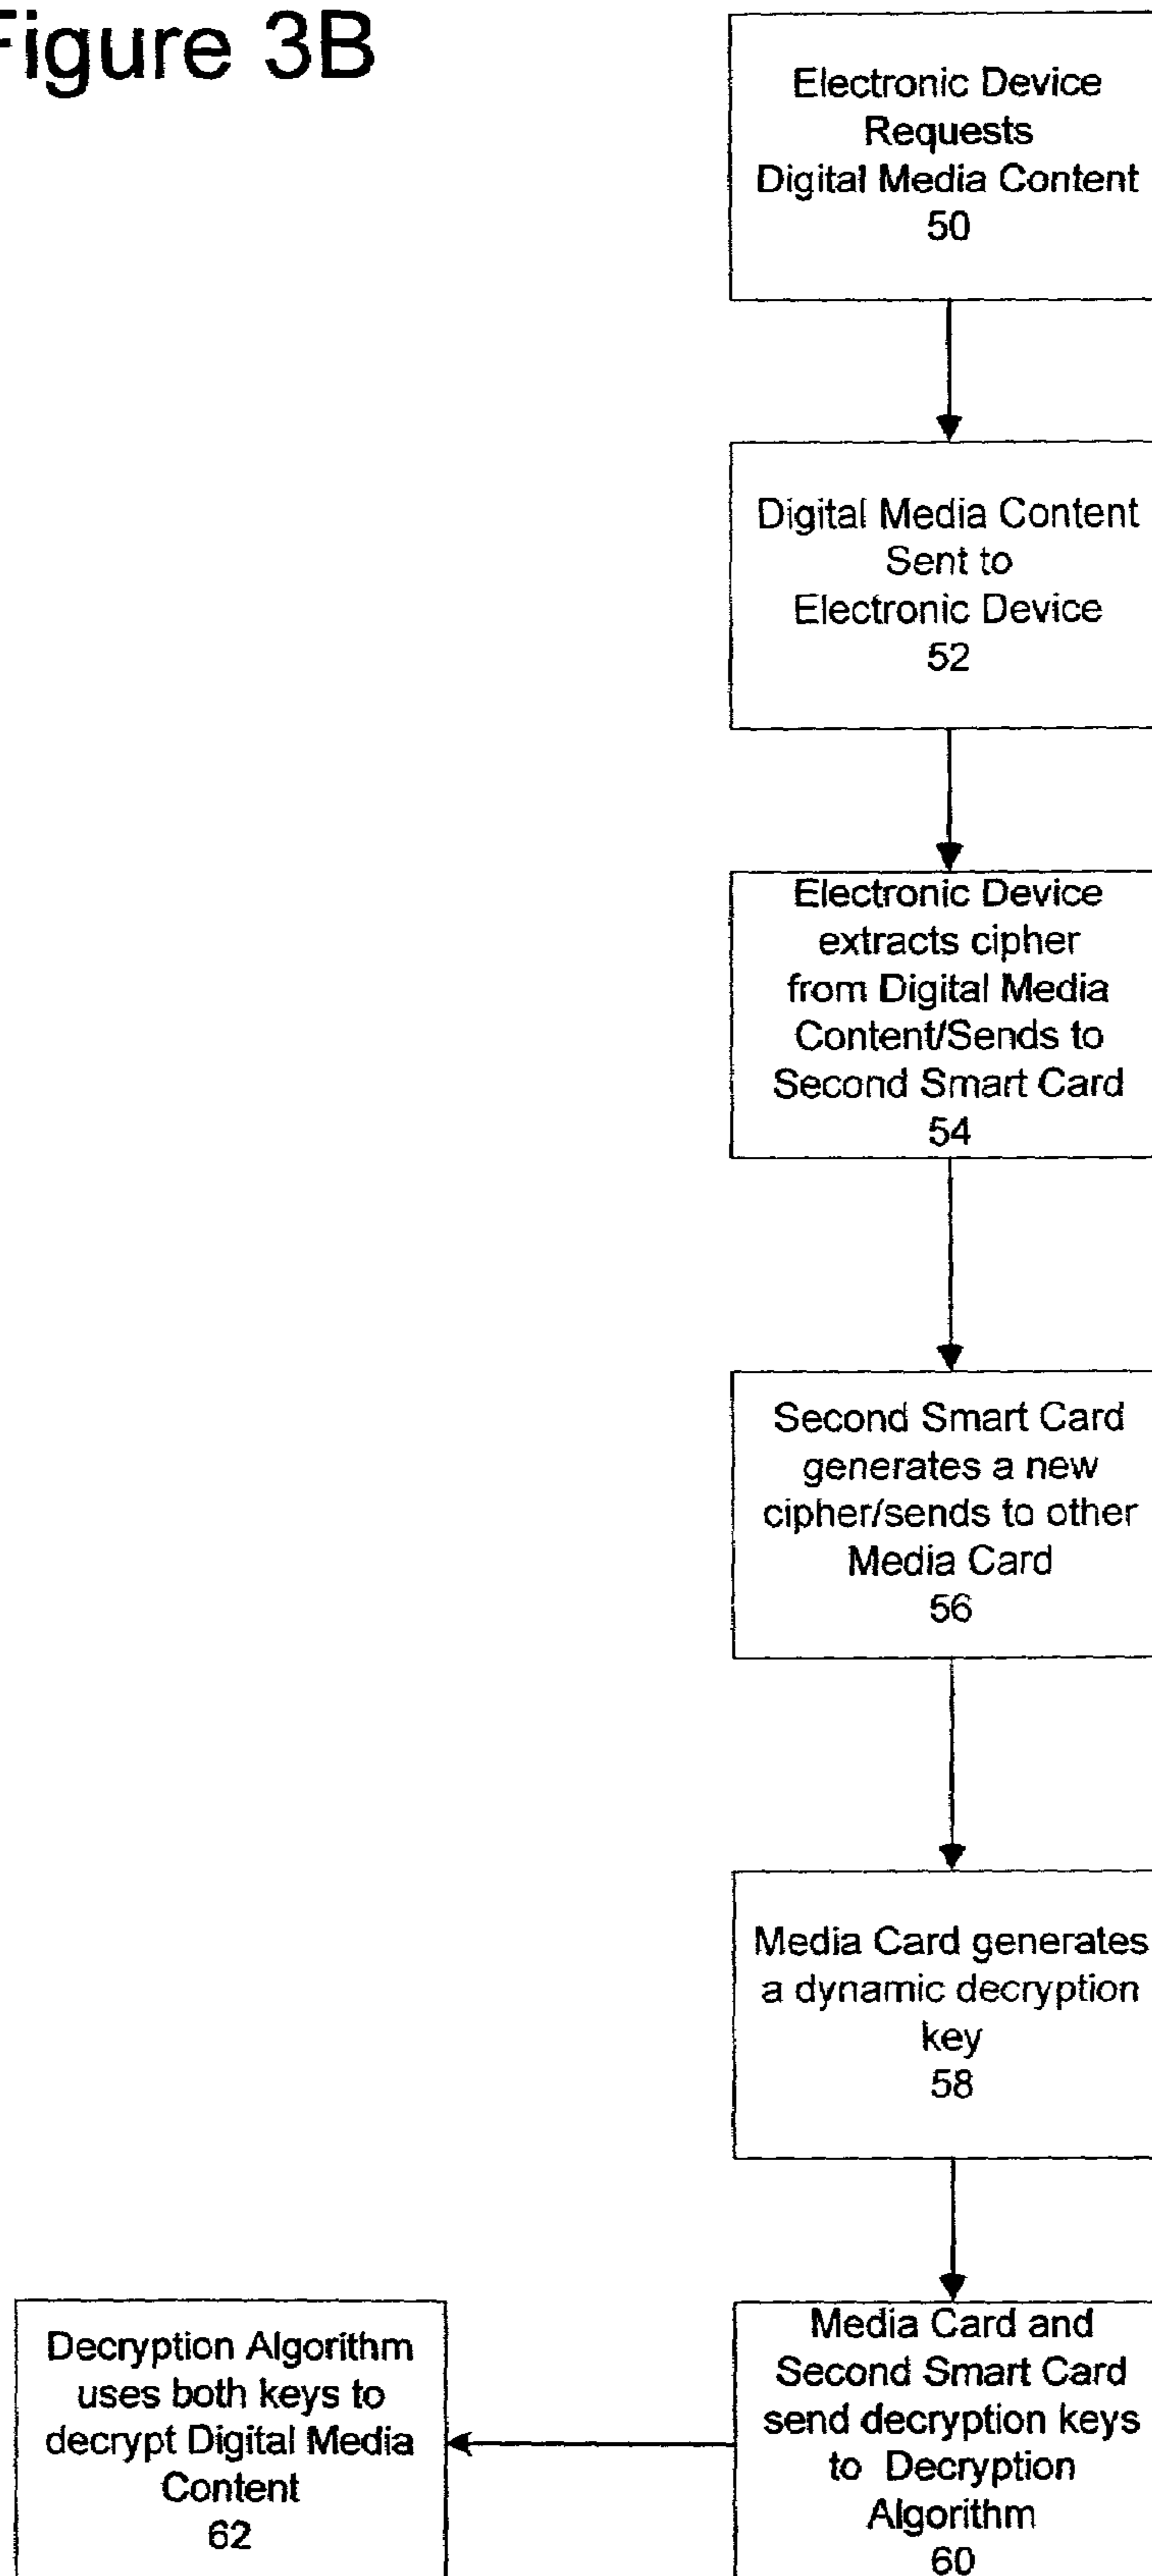 Figure 3B
Electronic Device
Requests
Digital Media Content
50
Digital Media Content
Sent to
Electronic Device
52
Electronic Device
extracts cipher
from Digital Media
Content/Sends to
Second Smart Card
54
Second Smart Card
generates a new
cipher/sends to other
Media Card
56
Media Card generates
a dynamic decryption
key
58
Media Card and
Second Smart Card
send decryption keys
to Decryption
Algorithm
60
Decryption Algorithm
uses both keys to
decrypt Digital Media
Content
62